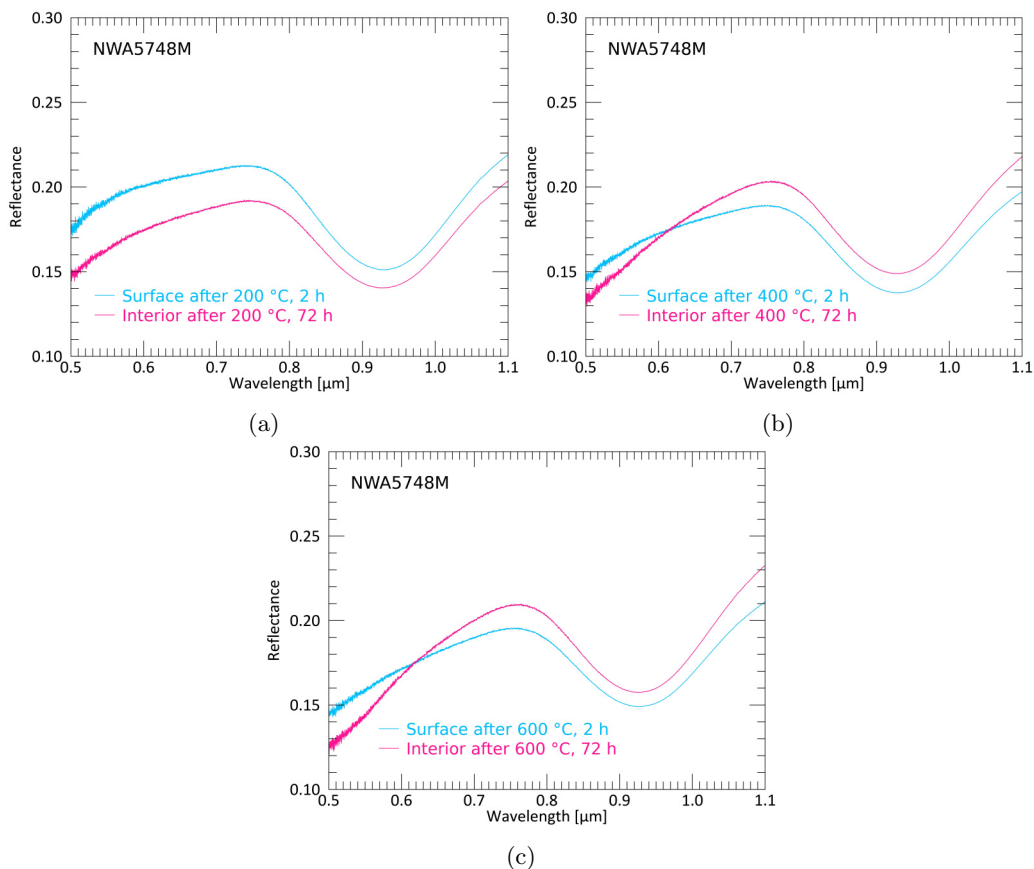 NWA5748M
0.30
0.25
0.20
0.15
0.10
Reflectance
Surface after 200 °C, 2 h
Interior after 200 °C, 72 h
0.5 0.6 0.7 0.8 0.9 1.0 1.1
Wavelength [µm]
(a)
NWA5748M
0.30
0.25
0.20
0.15
0.10
Reflectance
Surface after 400 °C, 2 h
Interior after 400 °C, 72 h
0.5 0.6 0.7 0.8 0.9 1.0 1.1
Wavelength [µm]
(b)
NWA5748M
0.30
0.25
0.20
0.15
0.10
Reflectance
Surface after 600 °C, 2 h
Interior after 600 °C, 72 h
0.5 0.6 0.7 0.8 0.9 1.0 1.1
Wavelength [µm]
(c)